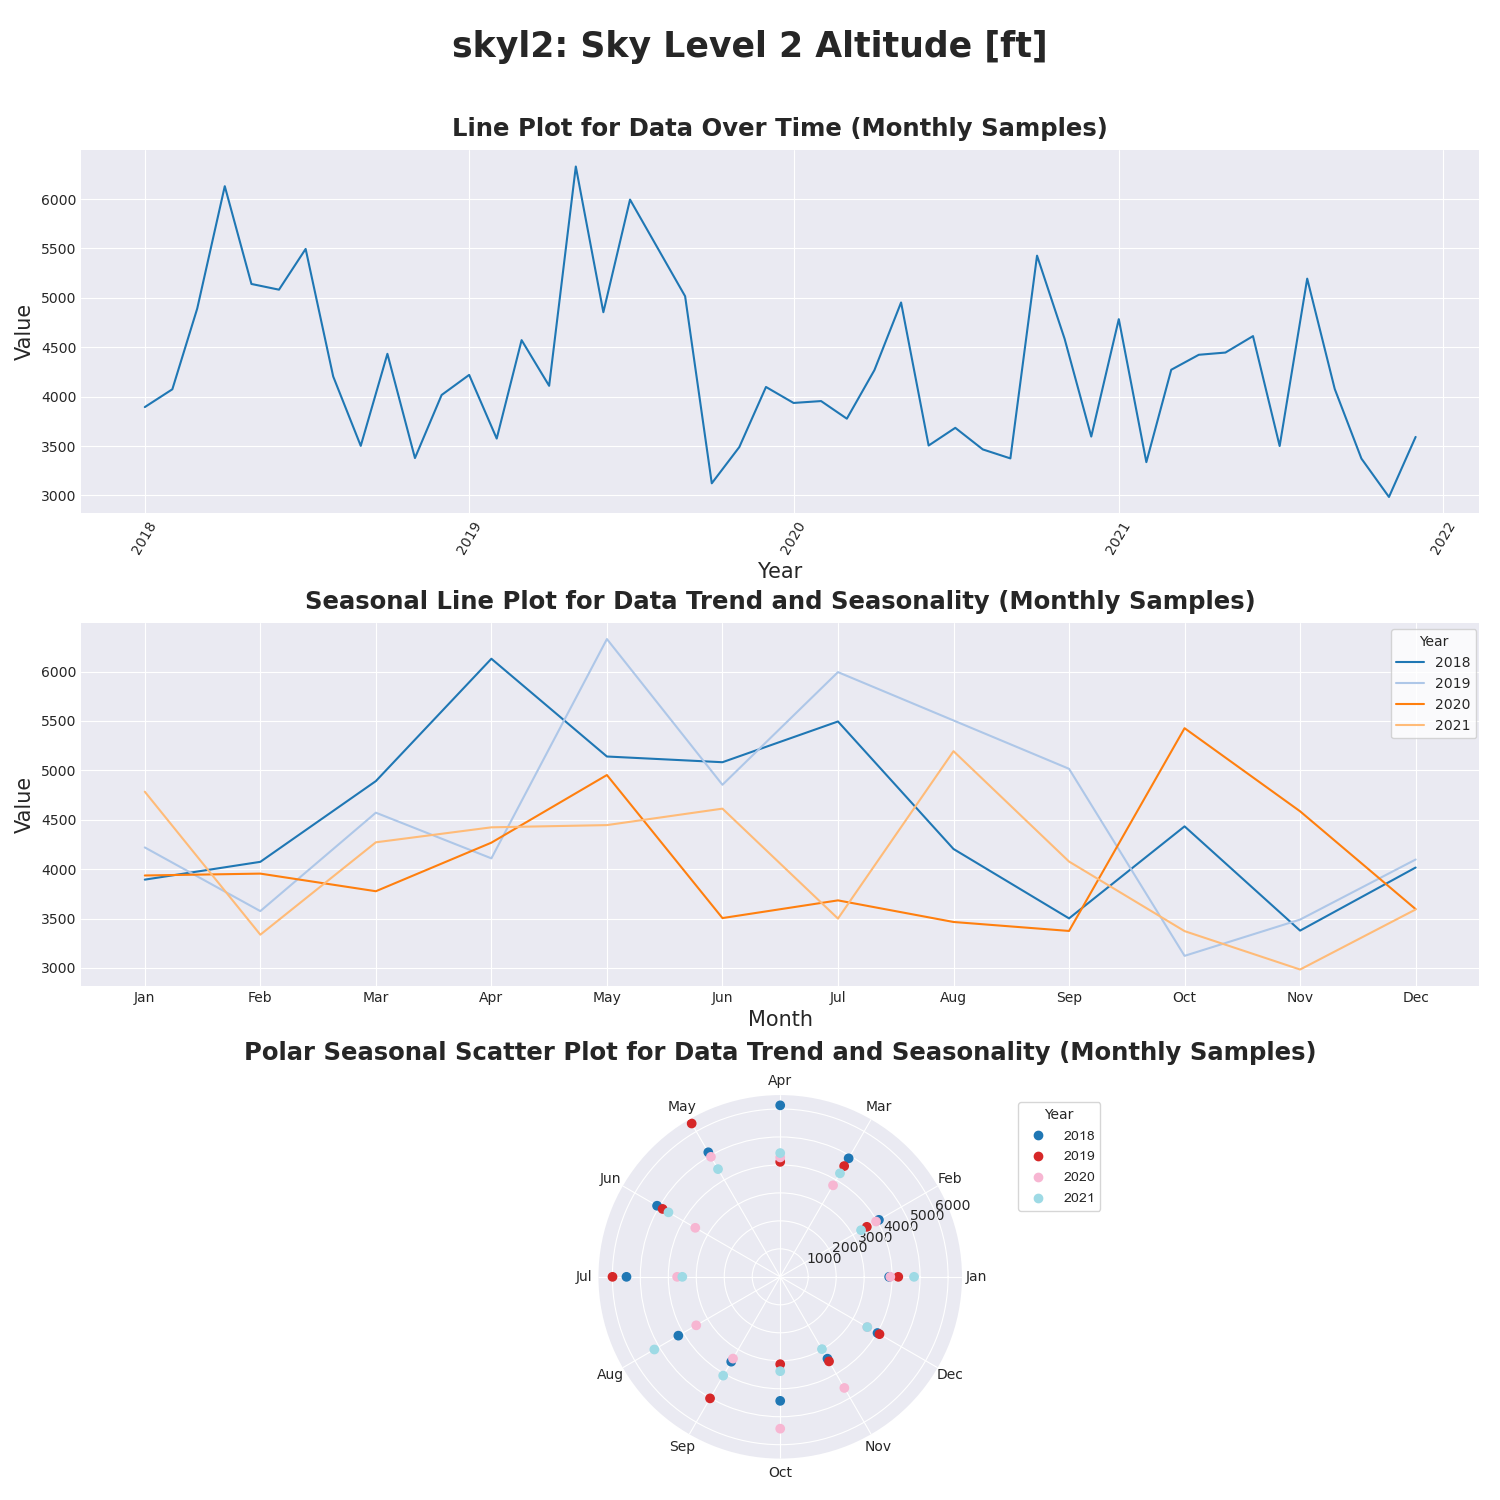 skyl2: Sky Level 2 Altitude [ft]
Line Plot for Data Over Time (Monthly Samples)
Value
6000
5500
5000
4500
4000
3500
3000
2018 2019 2020 2021 2022
Year
Seasonal Line Plot for Data Trend and Seasonality (Monthly Samples)
Value
6000
5500
5000
4500
4000
3500
3000
Year
2018
2019
2020
2021
Jan Feb Mar Apr May Jun Jul Aug Sep Oct Nov Dec
Month
Polar Seasonal Scatter Plot for Data Trend and Seasonality (Monthly Samples)
Apr
May
Mar
Jun
Feb
6000
5000
4000
3000
2000
1000
Jul
Jan
Aug
Dec
Sep
Nov
Oct
Year
2018
2019
2020
2021